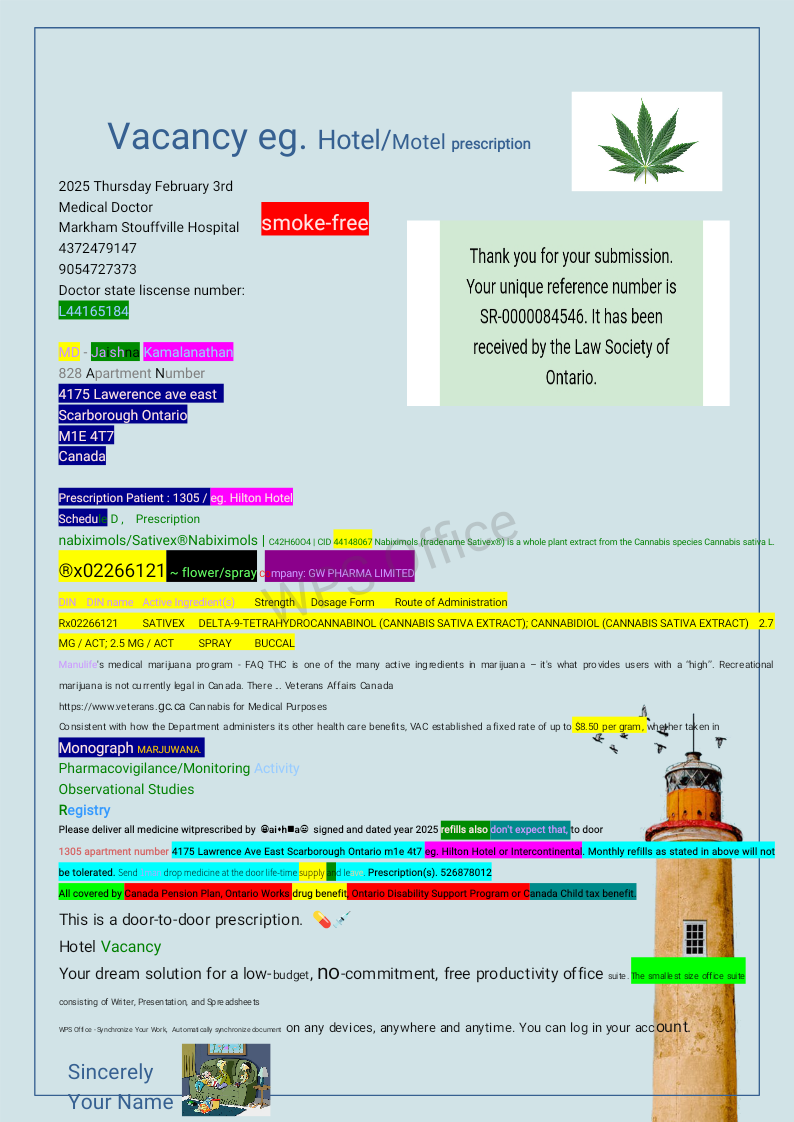 Vacancy eg. Hotel/Motel prescription
2025 Thursday February 3rd
Medical Doctor
Markham Stouffville Hospital
smoke-free
4372479147
9054727373
Doctor state liscense number:
L44165184
Thank you for your submission.
Your unique reference number is
SR-0000084546. It has been
received by the Law Society of
Ontario.
MD - Jaishna Kamalanathan
828 Apartment Number
4175 Lawerence ave east
Scarborough Ontario
M1E 4T7
Canada
Prescription Patient : 1305 / eg. Hilton Hotel
Schedule D , Prescription
nabiximols/Sativex®Nabiximols | C42H60O4 | CID 44148067 Nabiximols (tradename Sativex®) is a whole plant extract from the Cannabis species Cannabis sativa L.
®x02266121 ~ flower/spray company: GW PHARMA LIMITED
WPS Office
DIN DIN name Active Ingredient(s) Strength Dosage Form Route of Administration
Rx02266121 SATIVEX DELTA-9-TETRAHYDROCANNABINOL (CANNABIS SATIVA EXTRACT); CANNABIDIOL (CANNABIS SATIVA EXTRACT) 2.7
MG / ACT; 2.5 MG / ACT SPRAY BUCCAL
Manulife's medical marijuana program - FAQ THC is one of the many active ingredients in marijuana – it's what provides users with a "high". Recreational
marijuana is not currently legal in Canada. There ... Veterans Affairs Canada
https://www.veterans.gc.ca Cannabis for Medical Purposes
Consistent with how the Department administers its other health care benefits, VAC established a fixed rate of up to $8.50 per gram, whether taken in
Monograph MARJUWANA.
Pharmacovigilance/Monitoring Activity
Observational Studies
Registry
Please deliver all medicine witprescribed by signed and dated year 2025 refills also don't expect that, to door
1305 apartment number 4175 Lawrence Ave East Scarborough Ontario m1e 4t7 eg. Hilton Hotel or Intercontinental. Monthly refills as stated in above will not
be tolerated. Send drop medicine at the door life-time supply and leave. Prescription(s). 526878012
All covered by Canada Pension Plan, Ontario Works drug benefit, Ontario Disability Support Program or Canada Child tax benefit.
This is a door-to-door prescription. 💊💉
Hotel Vacancy
Your dream solution for a low-budget, no-commitment, free productivity office suite. The smallest size office suite
consisting of Writer, Presentation, and Spreadsheets
WPS Office - Synchronize Your Work, Automatically synchronize document on any devices, anywhere and anytime. You can log in your account.
Sincerely
Your Name